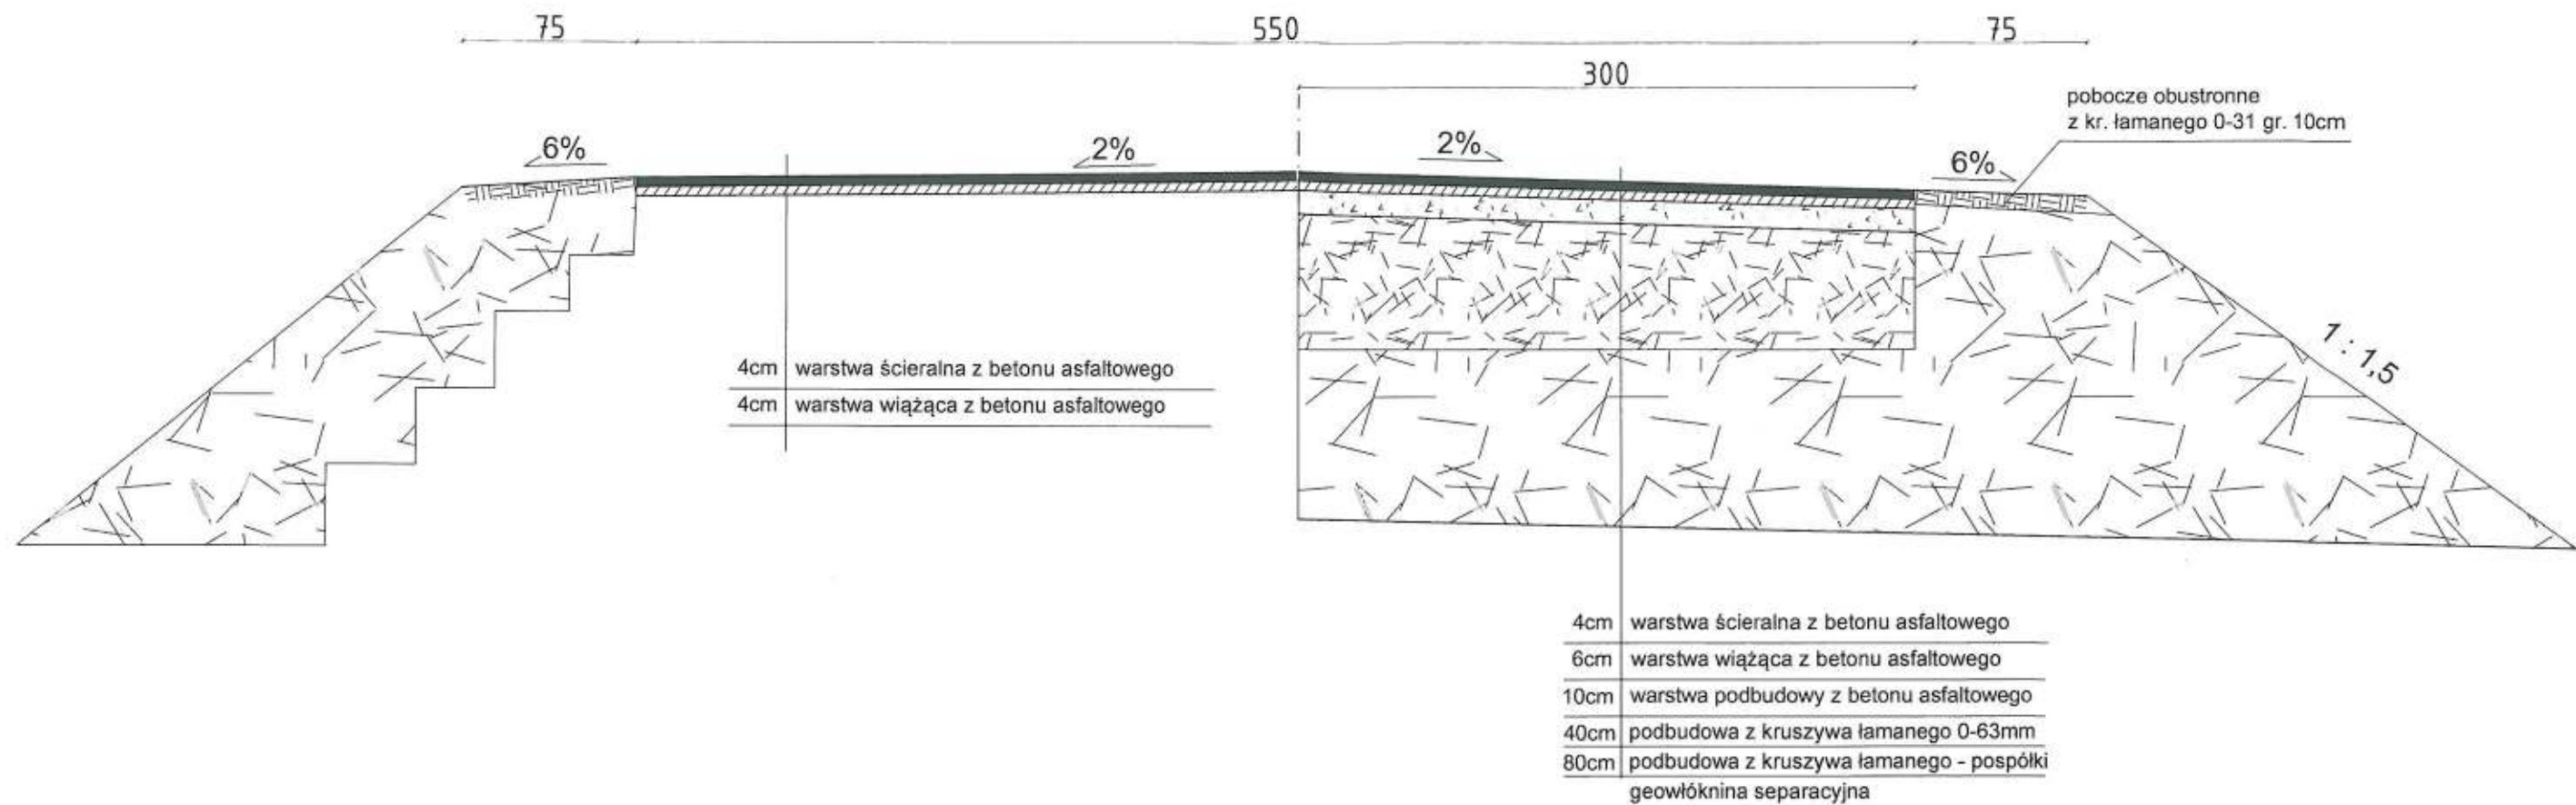 75
550
75
300
pobocze obustronne
z kr. łamanego 0-31 gr. 10cm
6%
2%
2%
6%
1 : 1,5
4cm warstwa ścieralna z betonu asfaltowego
4cm warstwa wiążąca z betonu asfaltowego
4cm warstwa ścieralna z betonu asfaltowego
6cm warstwa wiążąca z betonu asfaltowego
10cm warstwa podbudowy z betonu asfaltowego
40cm podbudowa z kruszywa łamanego 0-63mm
80cm podbudowa z kruszywa łamanego - pospółki
geowłóknina separacyjna